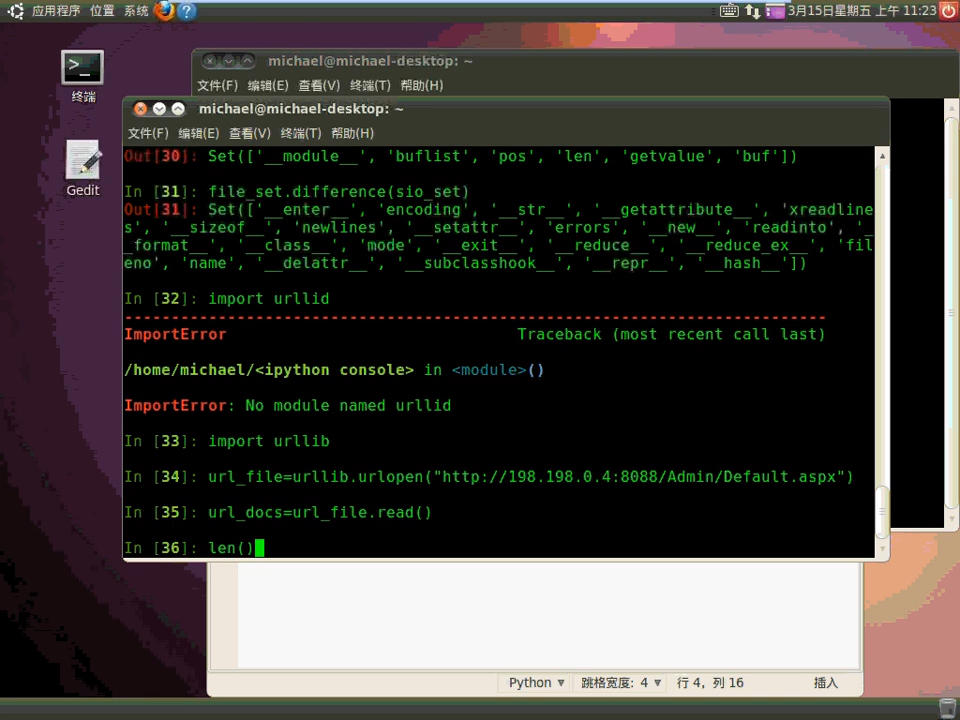 应用程序 位置 系统
3月15日星期五 上午 11:23
终端
Gedit
michael@michael-desktop: ~
文件(F) 编辑(E) 查看(V) 终端(T) 帮助(H)
michael@michael-desktop: ~
文件(F) 编辑(E) 查看(V) 终端(T) 帮助(H)
Out[30]: Set(['__module__', 'buflist', 'pos', 'len', 'getvalue', 'buf'])
In [31]: file_set.difference(sio_set)
Out[31]: Set(['__enter__', 'encoding', '__str__', '__getattribute__', 'xreadline
s', '__sizeof__', 'newlines', '__setattr__', 'errors', '__new__', 'readinto', '_
_format__', '__class__', 'mode', '__exit__', '__reduce__', '__reduce_ex__', 'fil
eno', 'name', '__delattr__', '__subclasshook__', '__repr__', '__hash__'])
In [32]: import urllid
---------------------------------------------------------------------------
ImportError                               Traceback (most recent call last)
/home/michael/<ipython console> in <module>()
ImportError: No module named urllid
In [33]: import urllib
In [34]: url_file=urllib.urlopen("http://198.198.0.4:8088/Admin/Default.aspx")
In [35]: url_docs=url_file.read()
In [36]: len()
Python 跳格宽度: 4 行 4, 列 16 插入